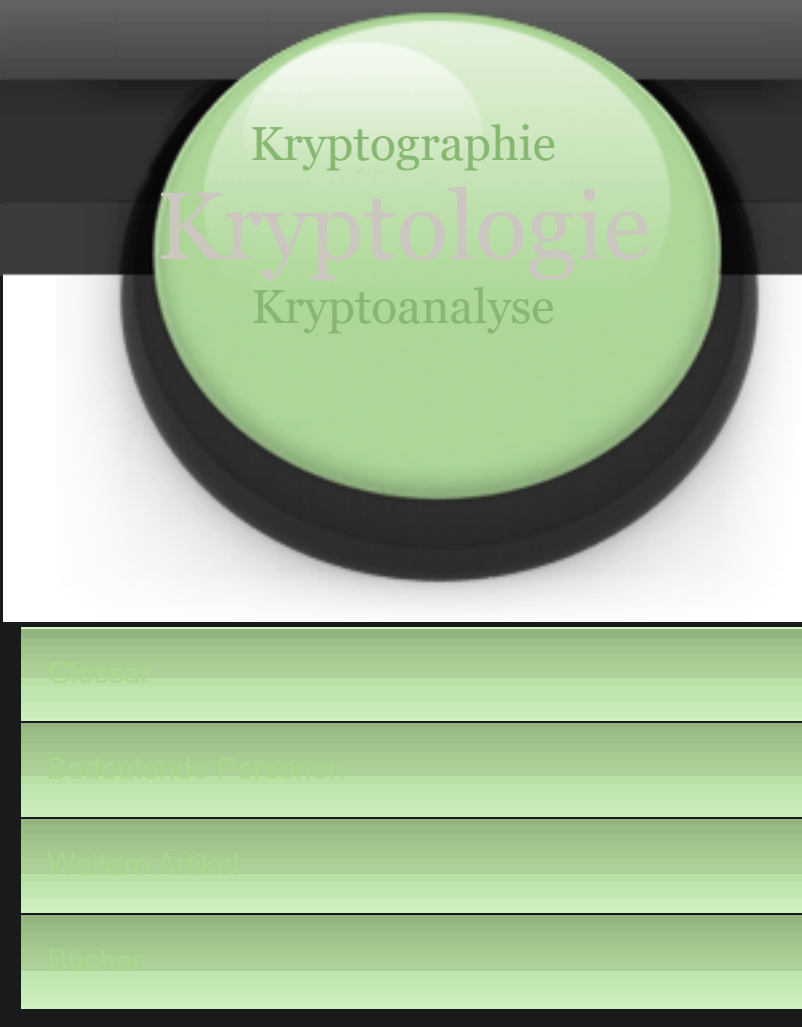 Kryptographie
Kryptologie
Kryptoanalyse
Glossar
Bedeutende Personen
Weitere Artikel
Bücher